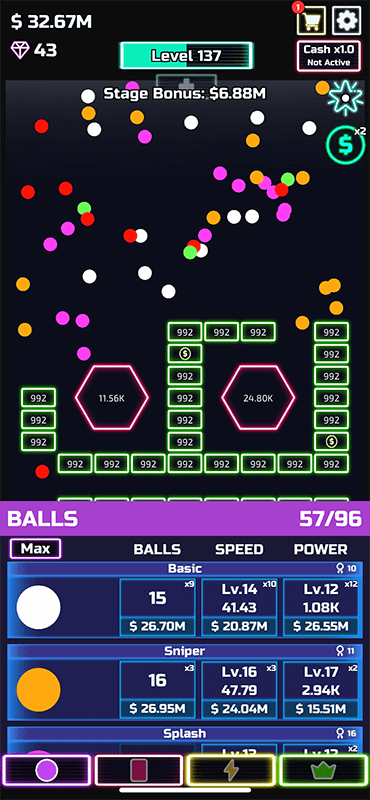 $ 32.67M
1
43
Level 137
Cash x1.0
Not Active
Stage Bonus: $6.88M
$ x2
992 992 992 992
$ 992
992 992
11.56K
24.80K
992 992 992
992 992 992
992 992 $
992 992 992 992 992 992 992 992
BALLS 57/96
Max BALLS SPEED POWER
Basic 10
x9 x10 x12
15 Lv.14 Lv.12
41.43 1.08K
$ 26.70M $ 20.87M $ 26.55M
Sniper 11
x3 x3 x2
16 Lv.16 Lv.17
47.79 2.94K
$ 26.95M $ 24.04M $ 15.51M
Splash 16
x2